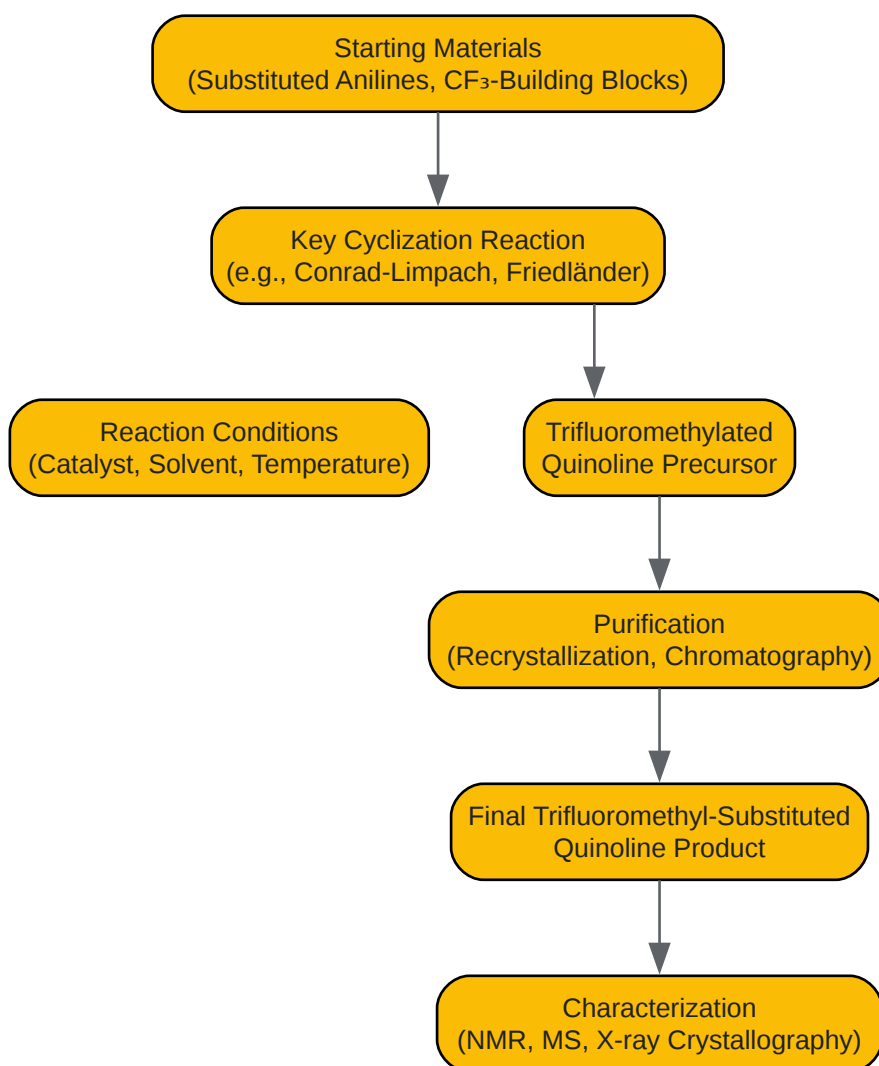 Starting Materials
(Substituted Anilines, CF₃-Building Blocks)
Key Cyclization Reaction
(e.g., Conrad-Limpach, Friedländer)
Reaction Conditions
(Catalyst, Solvent, Temperature)
Trifluoromethylated
Quinoline Precursor
Purification
(Recrystallization, Chromatography)
Final Trifluoromethyl-Substituted
Quinoline Product
Characterization
(NMR, MS, X-ray Crystallography)